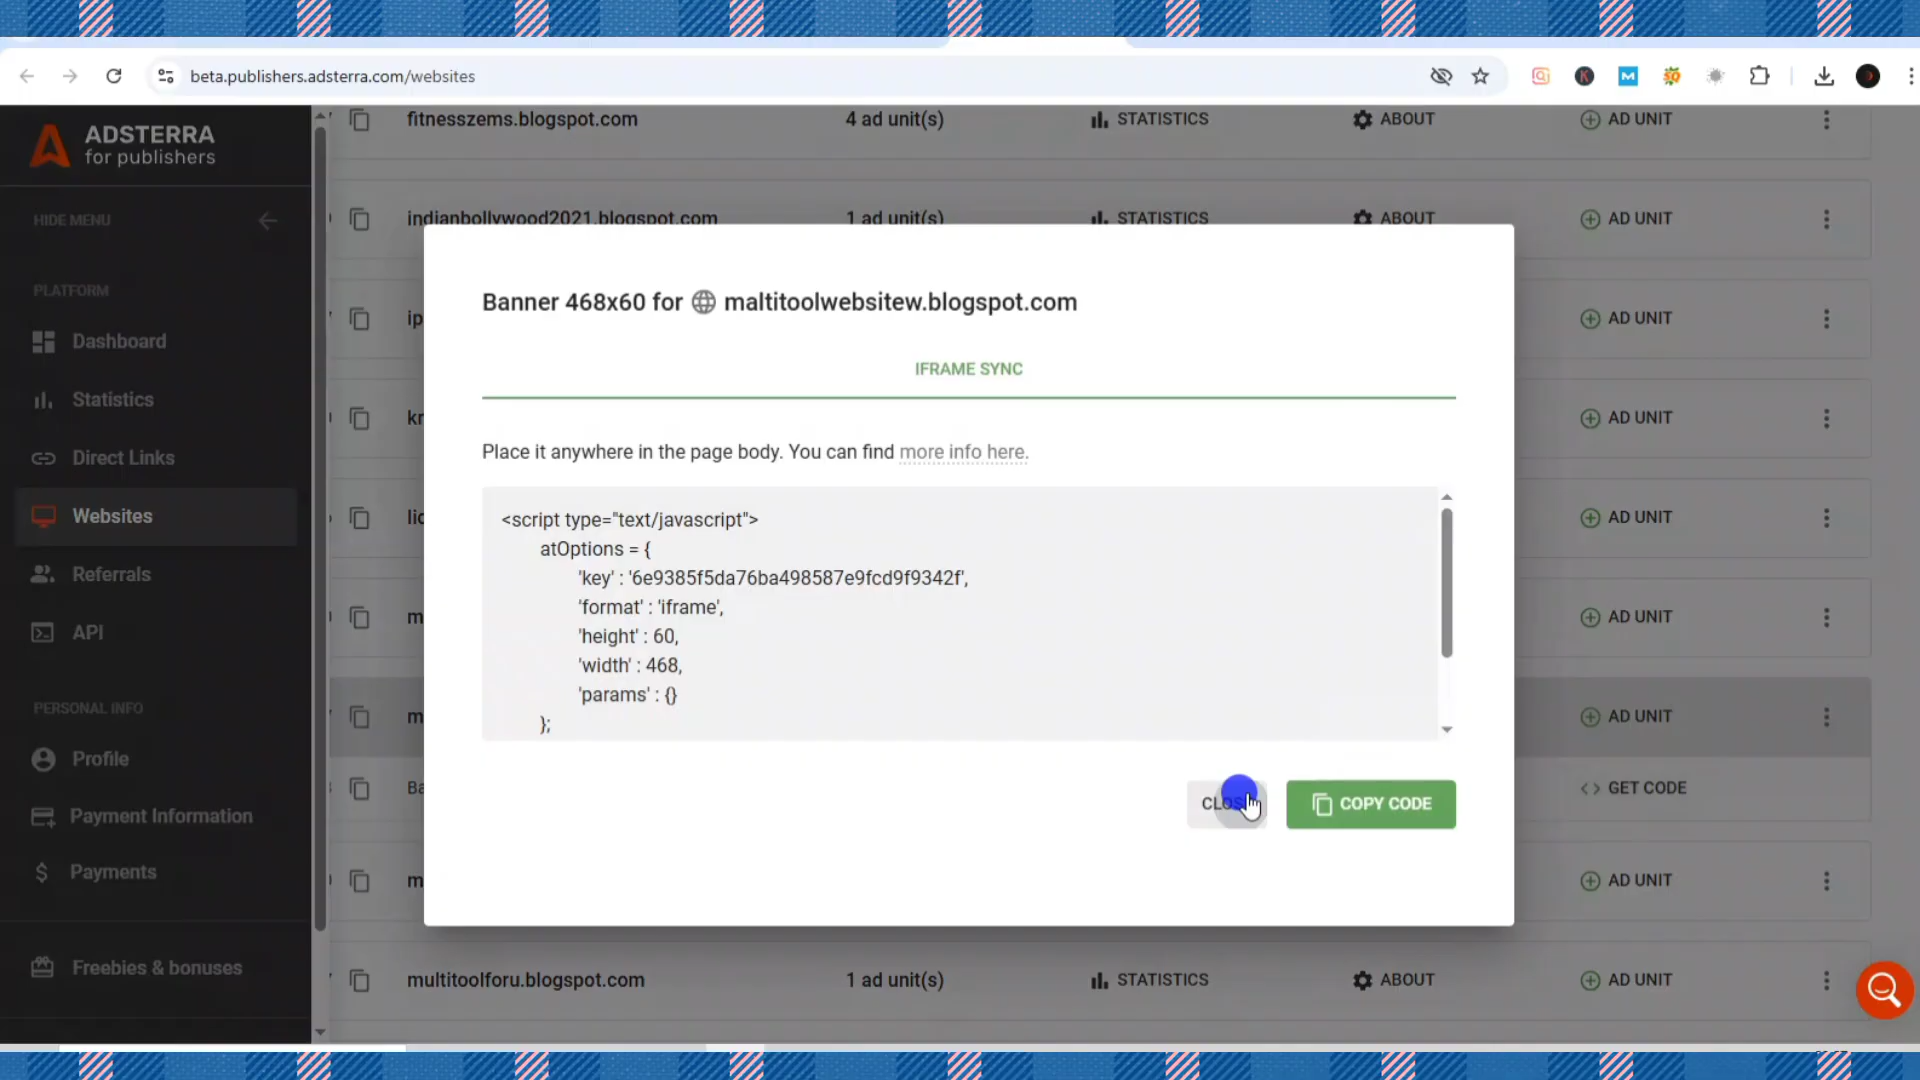 beta.publishers.adsterra.com/websites
ADSTERRA
for publishers
HIDE MENU
PLATFORM
Dashboard
Statistics
Direct Links
Websites
Referrals
API
PERSONAL INFO
Profile
Payment Information
Payments
Freebies & bonuses
fitnesszems.blogspot.com 4 ad unit(s) STATISTICS ABOUT AD UNIT
indianbollywood2021.blogspot.com 1 ad unit(s) STATISTICS ABOUT AD UNIT
ip AD UNIT
kr AD UNIT
lic AD UNIT
m AD UNIT
m AD UNIT
Ba GET CODE
m AD UNIT
multitoolforu.blogspot.com 1 ad unit(s) STATISTICS ABOUT AD UNIT
Banner 468x60 for maltitoolwebsitew.blogspot.com
IFRAME SYNC
Place it anywhere in the page body. You can find more info here.
<script type="text/javascript">
atOptions = {
'key' : '6e9385f5da76ba498587e9fcd9f9342f',
'format' : 'iframe',
'height' : 60,
'width' : 468,
'params' : {}
};
CLOSE
COPY CODE